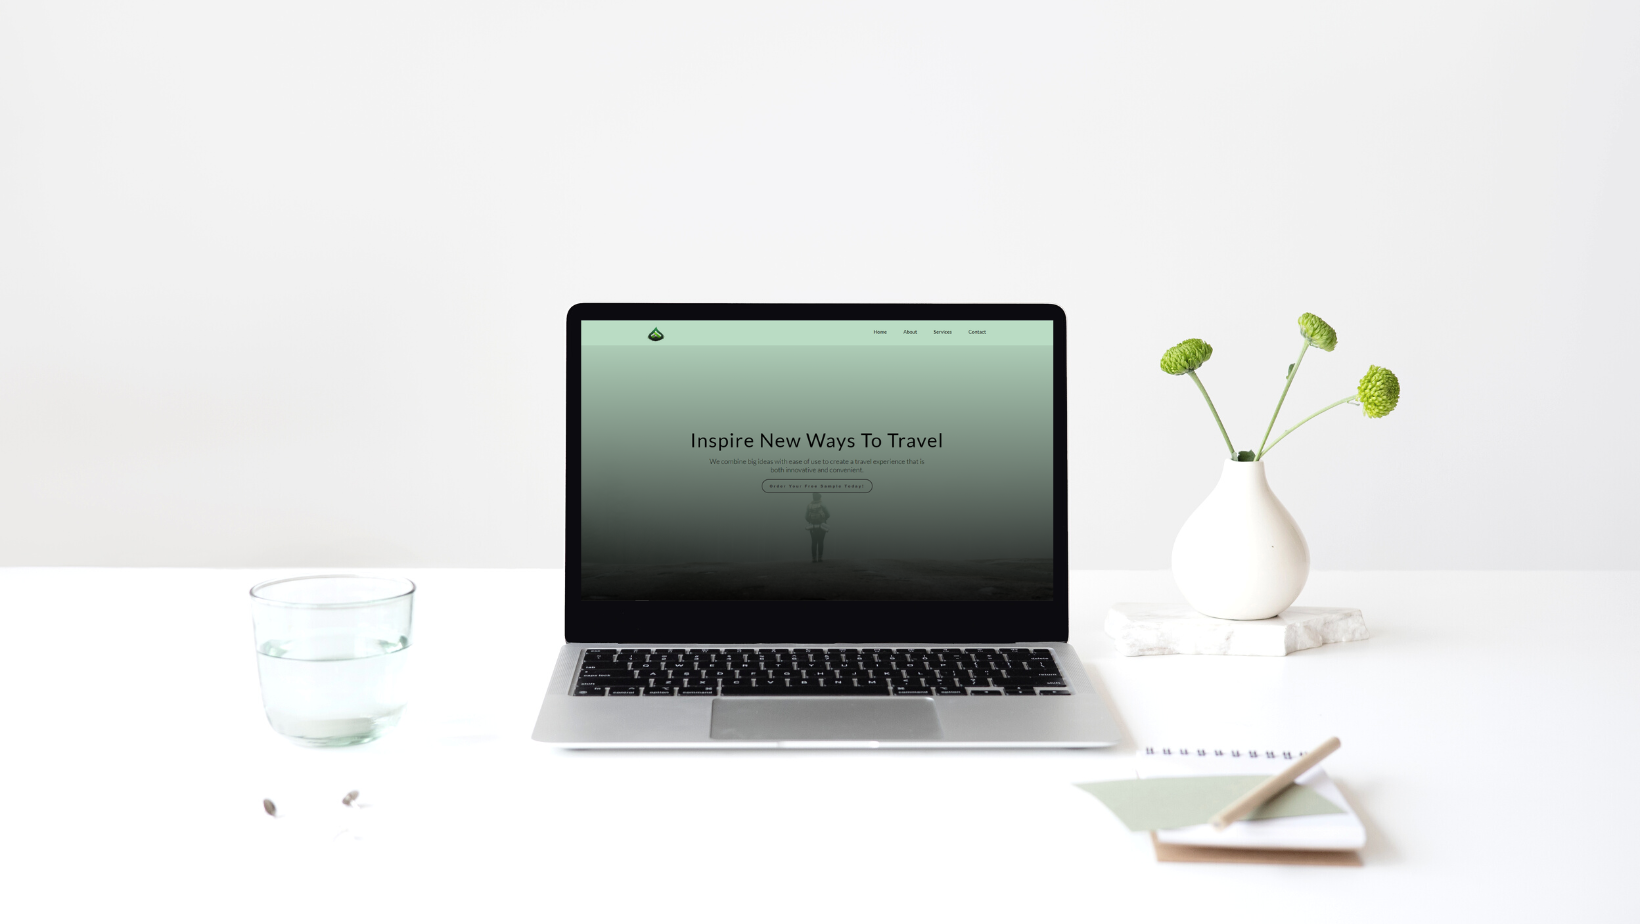 Home About Services Contact
Inspire New Ways To Travel
We combine big ideas with ease of use to create a travel experience that is
both innovative and convenient.
Order Your Free Sample Today!